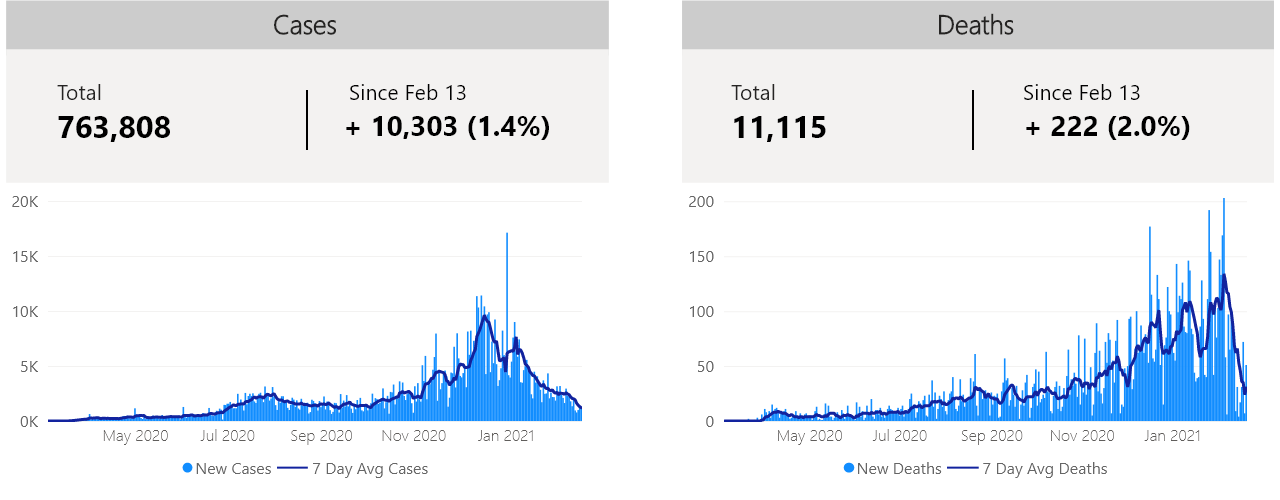 Cases
Total
763,808
Since Feb 13
+ 10,303 (1.4%)
20K
15K
10K
5K
0K
May 2020 Jul 2020 Sep 2020 Nov 2020 Jan 2021
New Cases 7 Day Avg Cases
Deaths
Total
11,115
Since Feb 13
+ 222 (2.0%)
200
150
100
50
0
May 2020 Jul 2020 Sep 2020 Nov 2020 Jan 2021
New Deaths 7 Day Avg Deaths